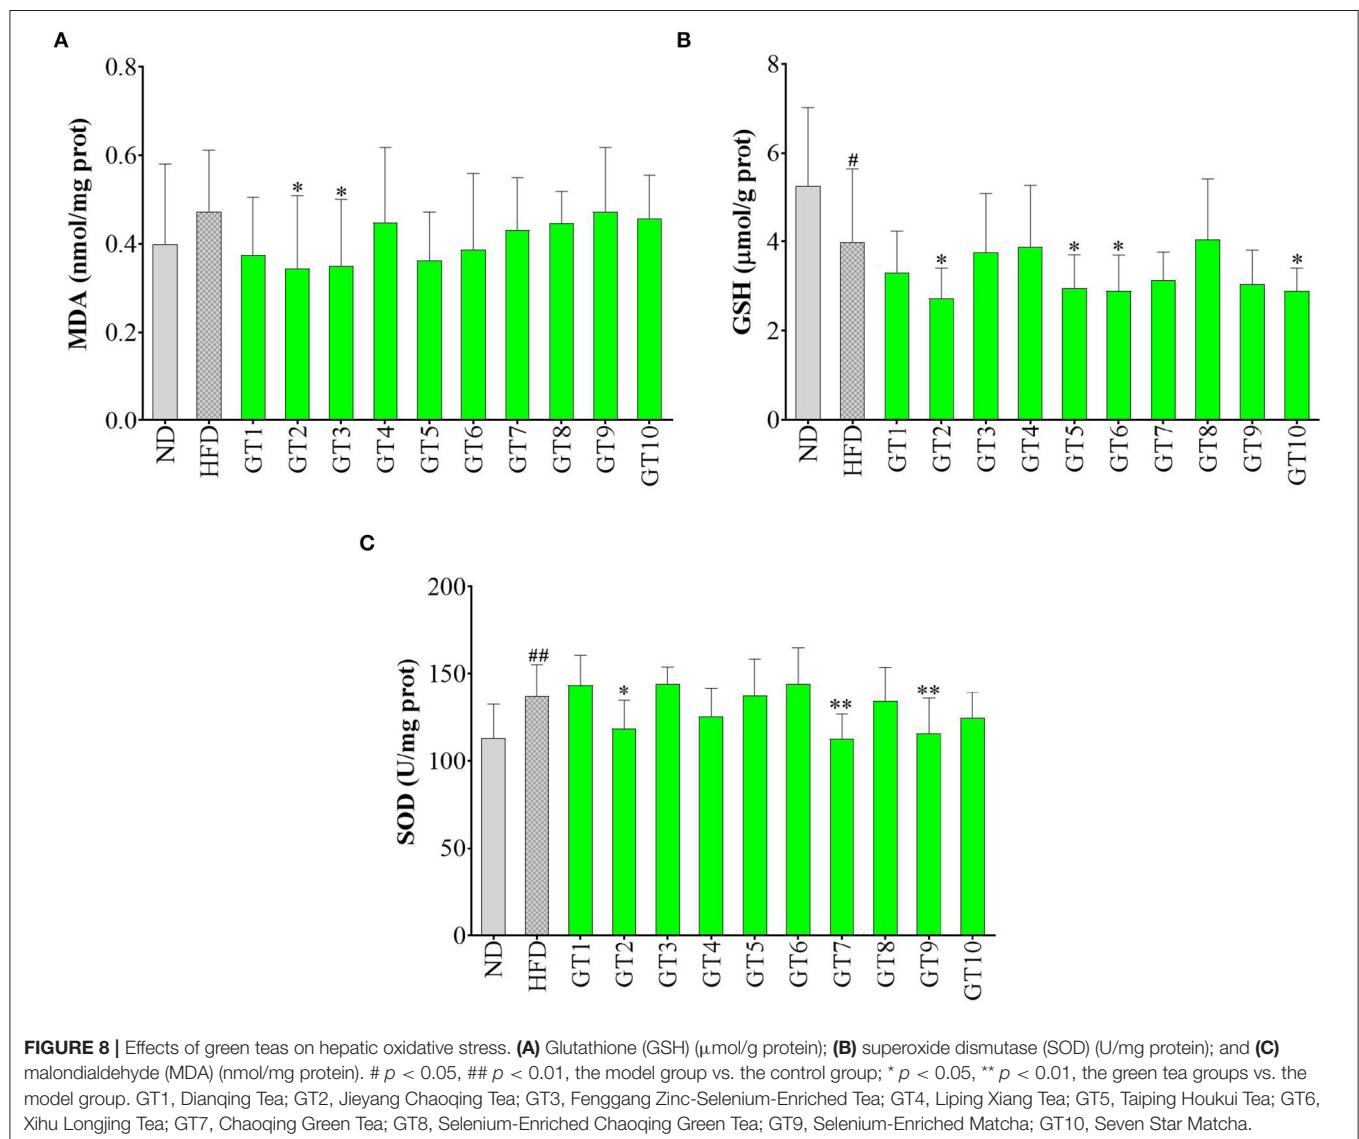 A
MDA (nmol/mg prot)
0.8
0.6
0.4
0.2
0.0
* *
ND HFD GT1 GT2 GT3 GT4 GT5 GT6 GT7 GT8 GT9 GT10
B
GSH (μmol/g prot)
8
6
4
2
0
# * * * *
ND HFD GT1 GT2 GT3 GT4 GT5 GT6 GT7 GT8 GT9 GT10
C
SOD (U/mg prot)
200
150
100
50
0
## * ** **
ND HFD GT1 GT2 GT3 GT4 GT5 GT6 GT7 GT8 GT9 GT10
FIGURE 8 | Effects of green teas on hepatic oxidative stress. (A) Glutathione (GSH) (μmol/g protein); (B) superoxide dismutase (SOD) (U/mg protein); and (C)
malondialdehyde (MDA) (nmol/mg protein). # p < 0.05, ## p < 0.01, the model group vs. the control group; * p < 0.05, ** p < 0.01, the green tea groups vs. the
model group. GT1, Dianqing Tea; GT2, Jieyang Chaoqing Tea; GT3, Fenggang Zinc-Selenium-Enriched Tea; GT4, Liping Xiang Tea; GT5, Taiping Houkui Tea; GT6,
Xihu Longjing Tea; GT7, Chaoqing Green Tea; GT8, Selenium-Enriched Chaoqing Green Tea; GT9, Selenium-Enriched Matcha; GT10, Seven Star Matcha.